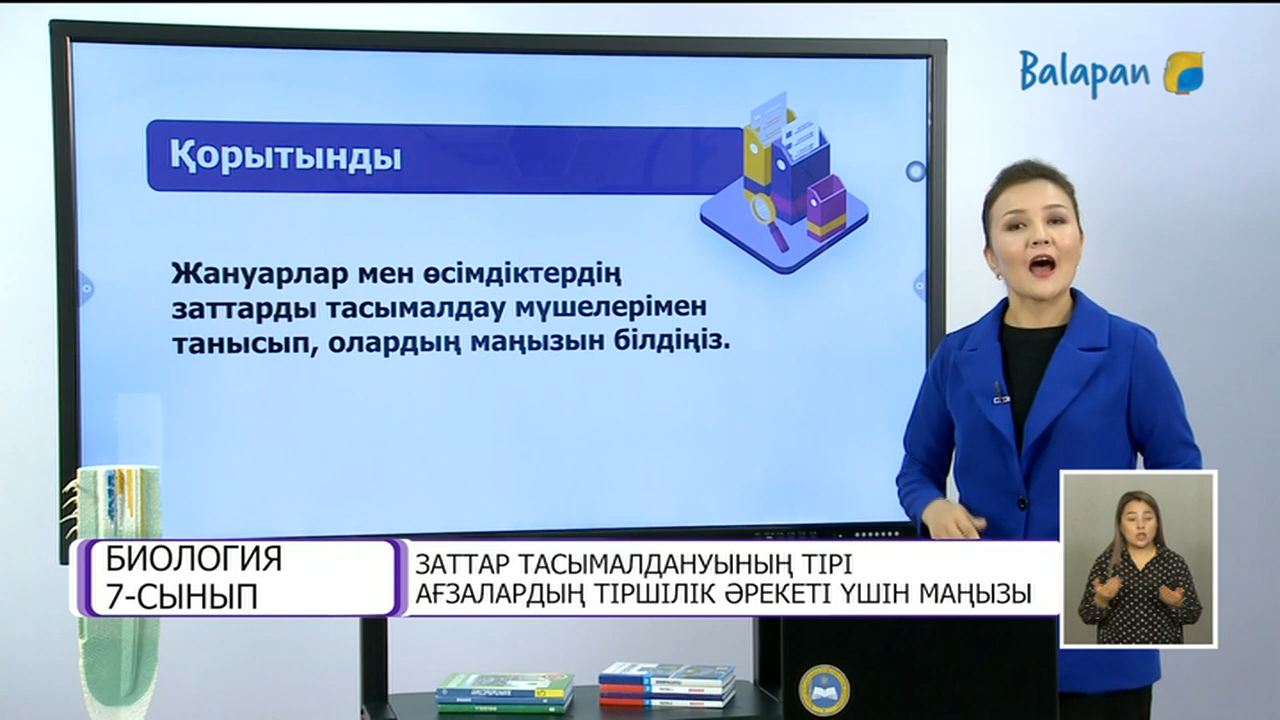 Balapan
Қорытынды
Жануарлар мен өсімдіктердің
заттарды тасымалдау мүшелерімен
танысып, олардың маңызын білдіңіз.
БИОЛОГИЯ
7-СЫНЫП
ЗАТТАР ТАСЫМАЛДАНУЫНЫҢ ТІРІ
АҒЗАЛАРДЫҢ ТІРШІЛІК ӘРЕКЕТІ ҮШІН МАҢЫЗЫ